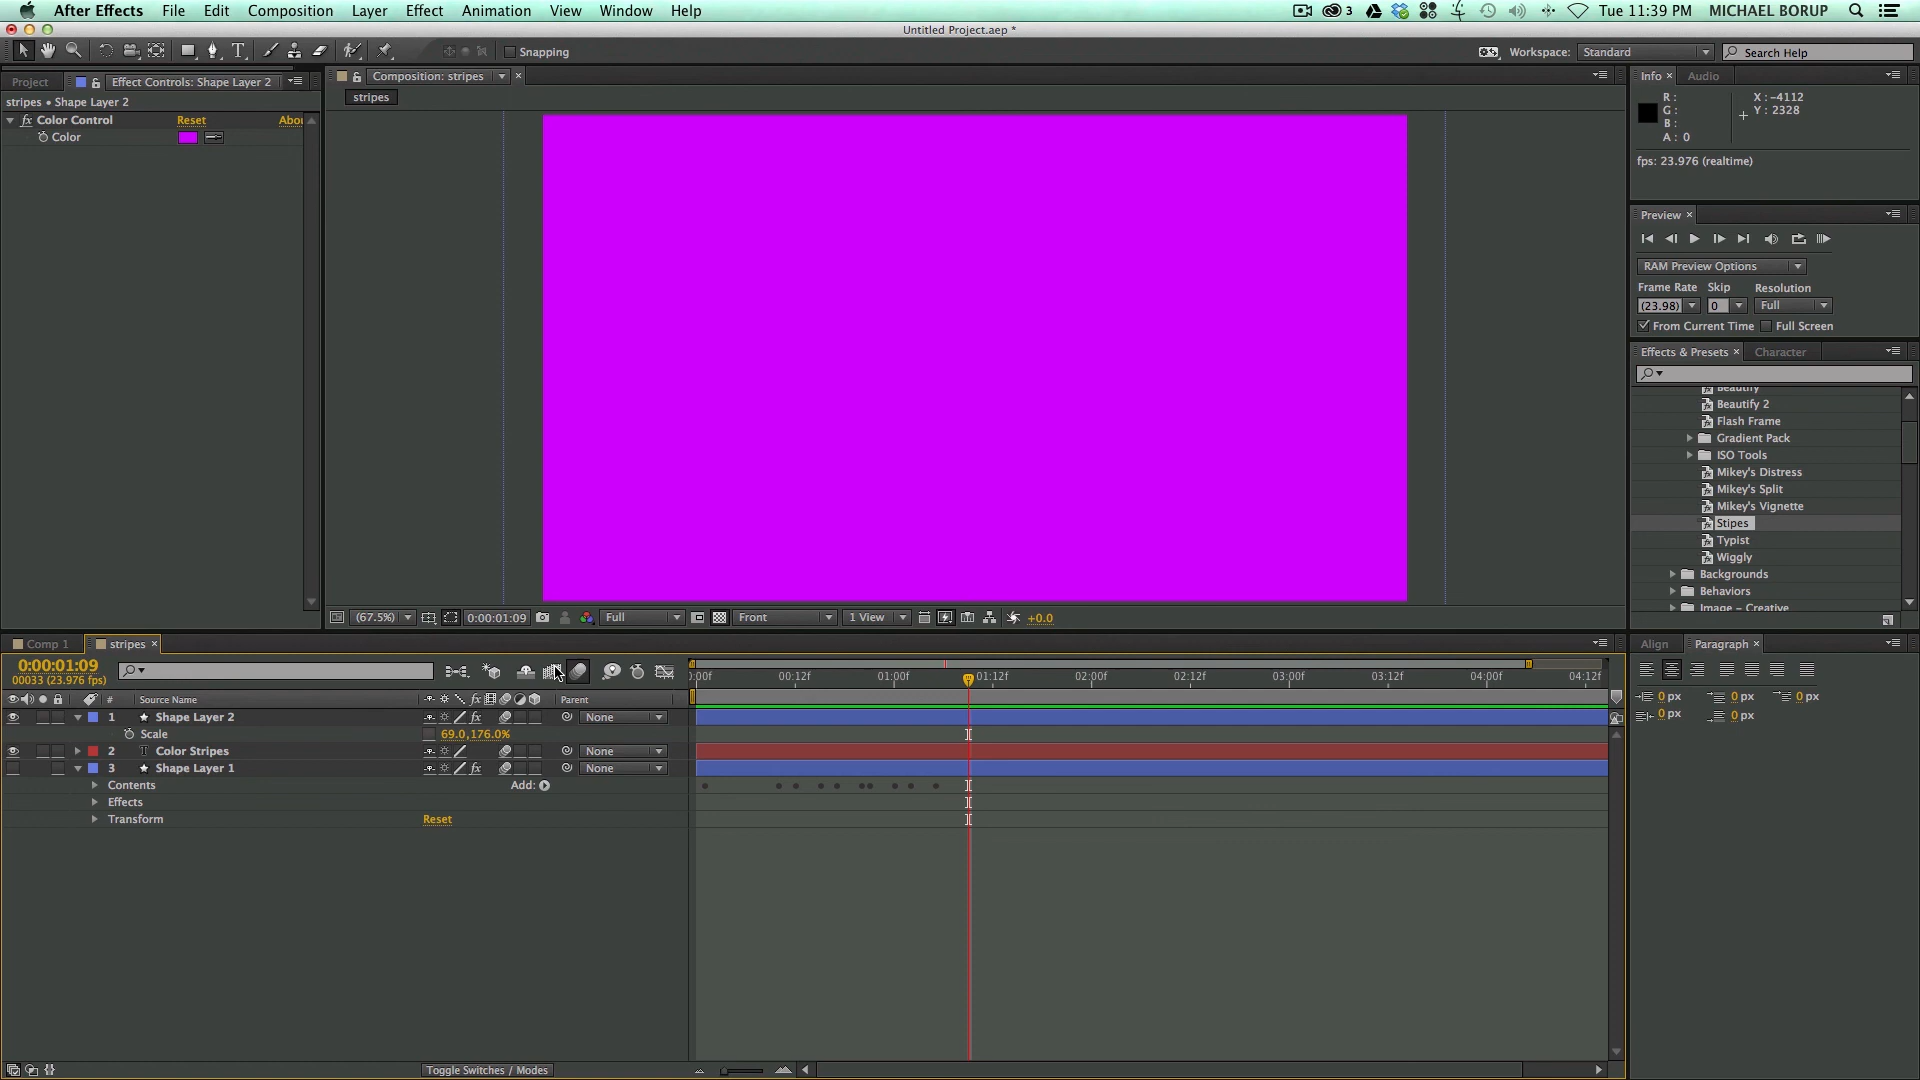 After Effects File Edit Composition Layer Effect Animation View Window Help 3 Tue 11:39 PM MICHAEL BORUP
Untitled Project.aep *
T Snapping Workspace: Standard Search Help
Project Effect Controls: Shape Layer 2 Composition: stripes Info Audio
stripes • Shape Layer 2 stripes
R: X: -4112
G: Y: 2328
B:
A: 0
fx Color Control Reset Abou
Color
fps: 23.976 (realtime)
Preview
RAM Preview Options
Frame Rate Skip Resolution
(23.98) 0 Full
From Current Time Full Screen
Effects & Presets Character
Beautify
Beautify 2
Flash Frame
Gradient Pack
ISO Tools
Mikey's Distress
Mikey's Split
Mikey's Vignette
Stipes
Typist
Wiggly
Backgrounds
Behaviors
Image - Creative
(67.5%) 0:00:01:09 Full Front 1 View +0.0
Comp 1 stripes Align Paragraph
0:00:01:09
00033 (23.976 fps)
:00f 00:12f 01:00f 01:12f 02:00f 02:12f 03:00f 03:12f 04:00f 04:12f
# Source Name fx Parent
1 Shape Layer 2 fx None
Scale 69.0,176.0%
2 T Color Stripes None
3 Shape Layer 1 fx None
Contents Add:
Effects
Transform Reset
0 px 0 px 0 px
0 px 0 px
Toggle Switches / Modes